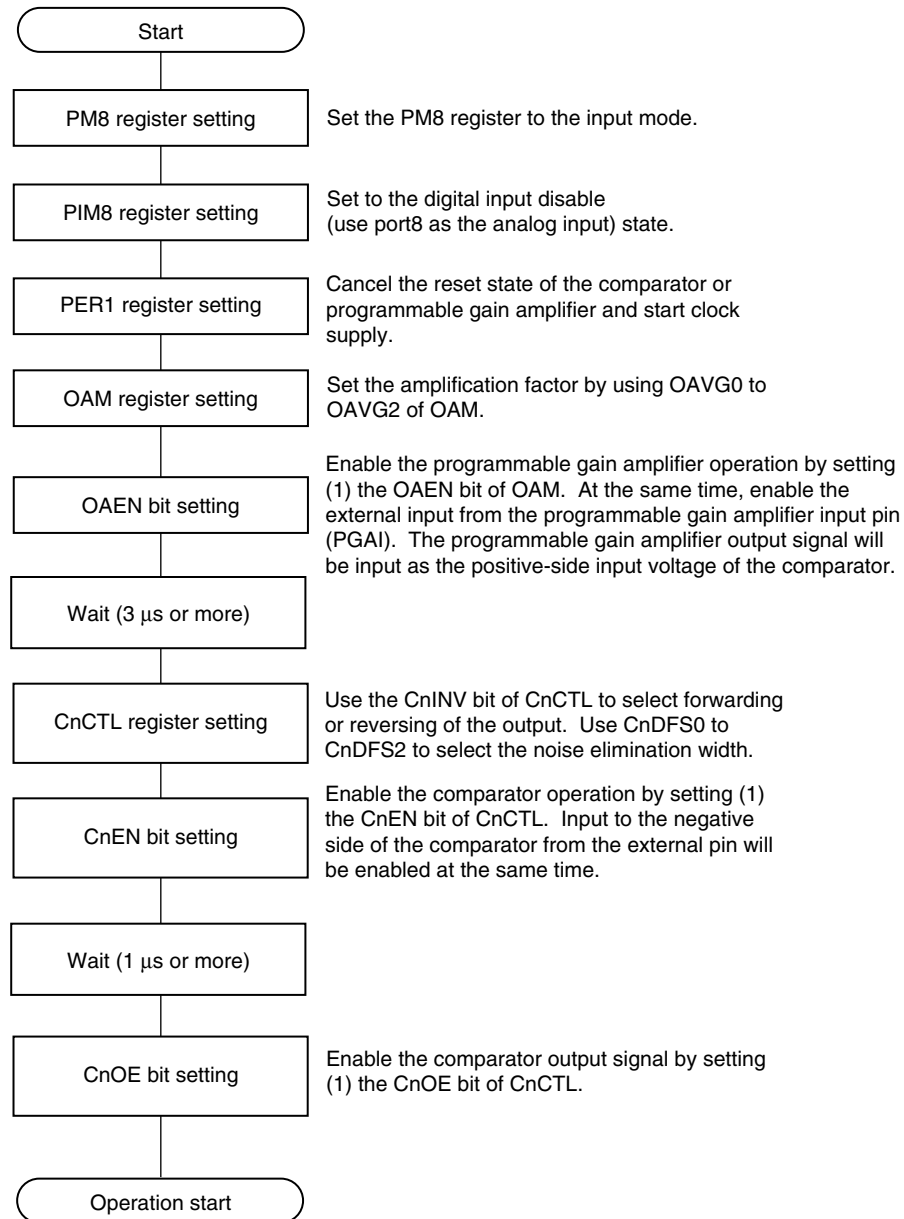 Start
PM8 register setting
Set the PM8 register to the input mode.
PIM8 register setting
Set to the digital input disable
(use port8 as the analog input) state.
PER1 register setting
Cancel the reset state of the comparator or
programmable gain amplifier and start clock
supply.
OAM register setting
Set the amplification factor by using OAVG0 to
OAVG2 of OAM.
OAEN bit setting
Enable the programmable gain amplifier operation by setting
(1) the OAEN bit of OAM.  At the same time, enable the
external input from the programmable gain amplifier input pin
(PGAI).  The programmable gain amplifier output signal will
be input as the positive-side input voltage of the comparator.
Wait (3 μs or more)
CnCTL register setting
Use the CnINV bit of CnCTL to select forwarding
or reversing of the output.  Use CnDFS0 to
CnDFS2 to select the noise elimination width.
CnEN bit setting
Enable the comparator operation by setting (1)
the CnEN bit of CnCTL.  Input to the negative
side of the comparator from the external pin will
be enabled at the same time.
Wait (1 μs or more)
CnOE bit setting
Enable the comparator output signal by setting
(1) the CnOE bit of CnCTL.
Operation start